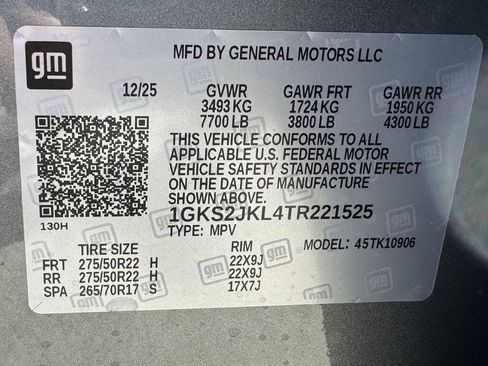 gm
MFD BY GENERAL MOTORS LLC
12/25 GVWR GAWR FRT GAWR RR
3493 KG 1724 KG 1950 KG
7700 LB 3800 LB 4300 LB
THIS VEHICLE CONFORMS TO ALL
APPLICABLE U.S. FEDERAL MOTOR
VEHICLE SAFETY STANDARDS IN EFFECT
ON THE DATE OF MANUFACTURE
1GKS2JKL4TR221525
130H
TYPE: MPV MODEL: 45TK10906
TIRE SIZE RIM
FRT 275/50R22 H 22X9J
RR 275/50R22 H 22X9J
SPA 265/70R17 S 17X7J